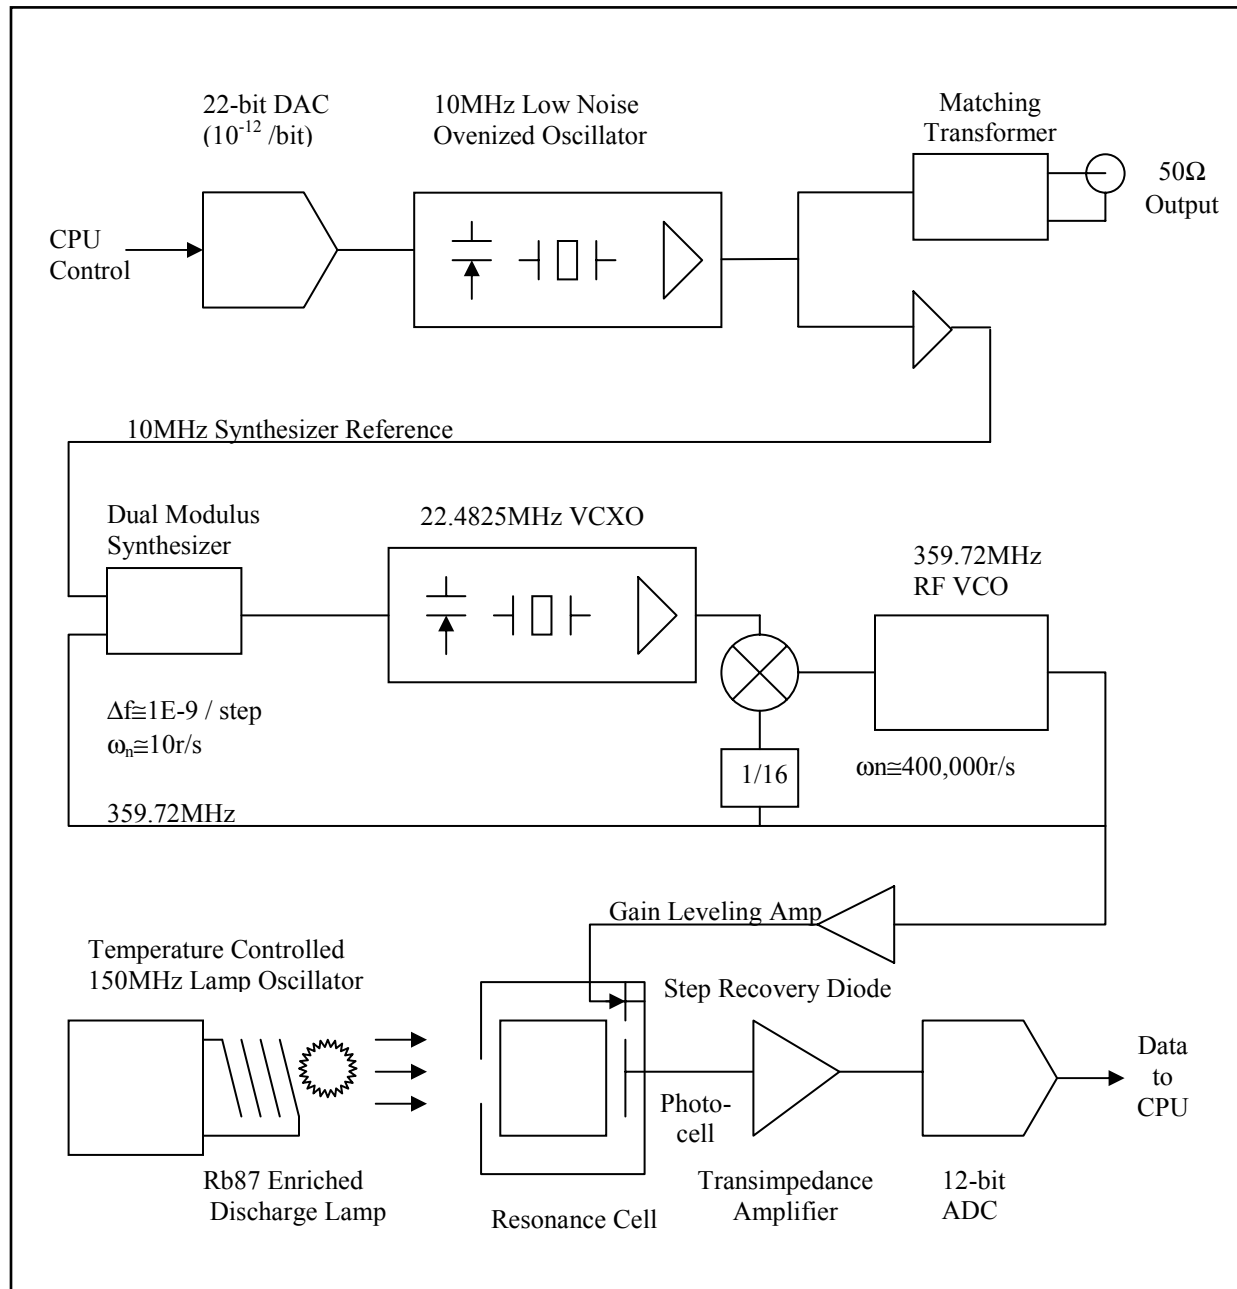 22-bit DAC
(10⁻¹² /bit)
10MHz Low Noise
Ovenized Oscillator
Matching
Transformer
50Ω
Output
CPU
Control
10MHz Synthesizer Reference
Dual Modulus
Synthesizer
22.4825MHz VCXO
359.72MHz
RF VCO
Δf≅1E-9 / step
ωₙ≅10r/s
1/16
ωn≅400,000r/s
359.72MHz
Gain Leveling Amp
Temperature Controlled
150MHz Lamp Oscillator
Step Recovery Diode
Data
to
CPU
Photo-
cell
Rb87 Enriched
Discharge Lamp
Resonance Cell
Transimpedance
Amplifier
12-bit
ADC